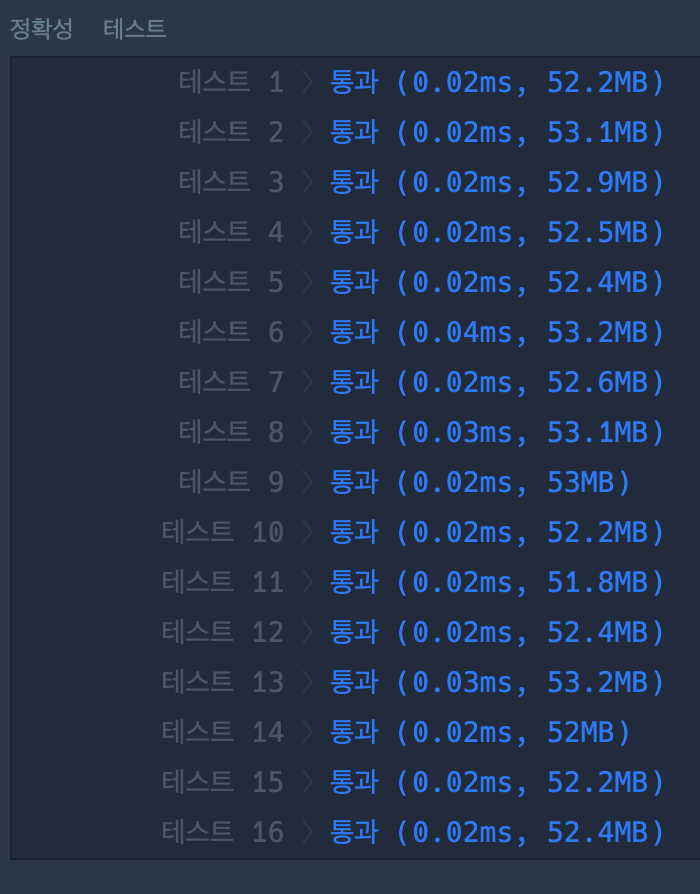 정확성 테스트
테스트 1 〉 통과 (0.02ms, 52.2MB)
테스트 2 〉 통과 (0.02ms, 53.1MB)
테스트 3 〉 통과 (0.02ms, 52.9MB)
테스트 4 〉 통과 (0.02ms, 52.5MB)
테스트 5 〉 통과 (0.02ms, 52.4MB)
테스트 6 〉 통과 (0.04ms, 53.2MB)
테스트 7 〉 통과 (0.02ms, 52.6MB)
테스트 8 〉 통과 (0.03ms, 53.1MB)
테스트 9 〉 통과 (0.02ms, 53MB)
테스트 10 〉 통과 (0.02ms, 52.2MB)
테스트 11 〉 통과 (0.02ms, 51.8MB)
테스트 12 〉 통과 (0.02ms, 52.4MB)
테스트 13 〉 통과 (0.03ms, 53.2MB)
테스트 14 〉 통과 (0.02ms, 52MB)
테스트 15 〉 통과 (0.02ms, 52.2MB)
테스트 16 〉 통과 (0.02ms, 52.4MB)